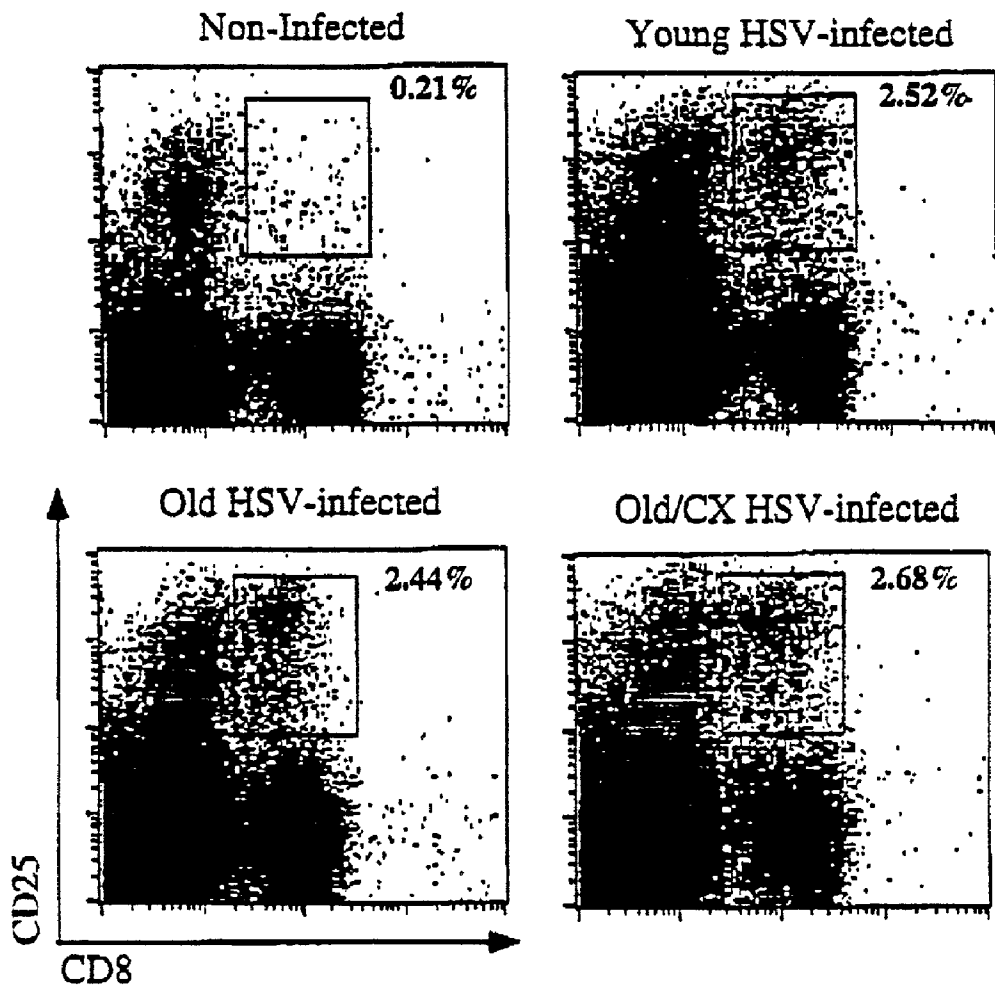 Non-Infected
Young HSV-infected
0.21%
2.52%
Old HSV-infected
Old/CX HSV-infected
2.44%
2.68%
CD25
CD8